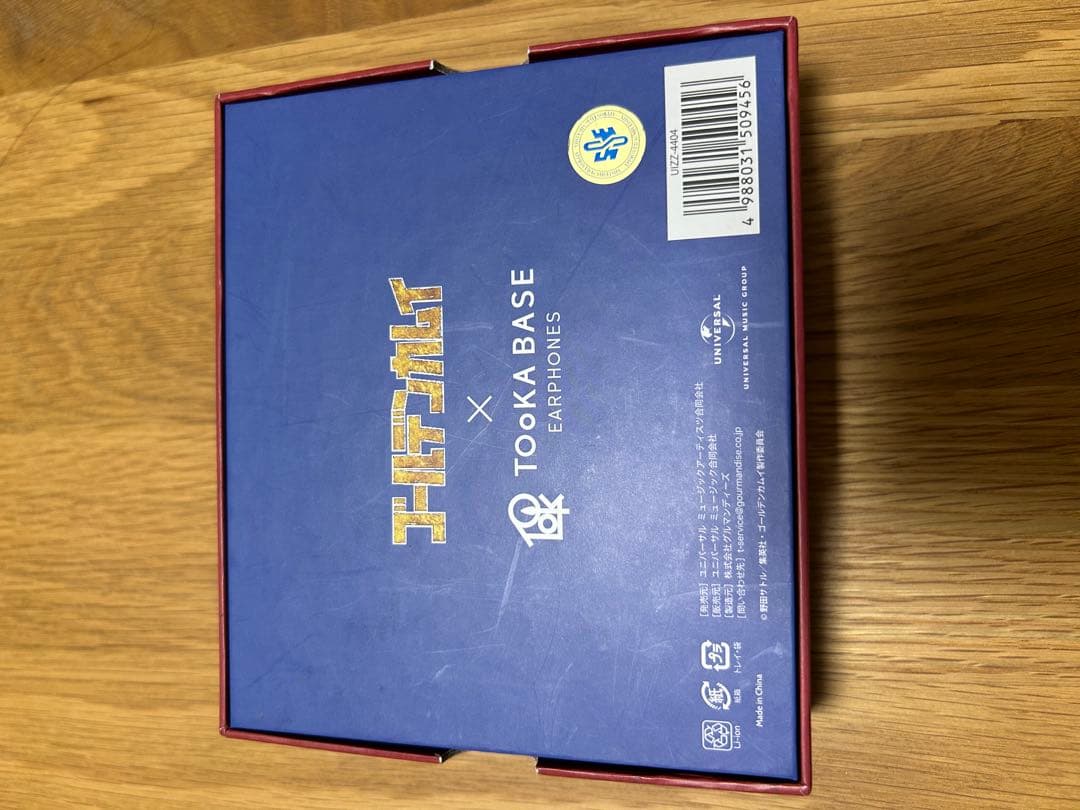 ゴールデンカムイ
×
TOoKA BASE
EARPHONES
UIZZ-4404
4 988031 509456
UNIVERSAL
UNIVERSAL MUSIC GROUP
[発売元] ユニバーサル ミュージックアーティスツ合同会社
[販売元] ユニバーサル ミュージック合同会社
[製造元] 株式会社グルマンディーズ
[問い合わせ先] t-service@gourmandise.co.jp
© 野田サトル/集英社・ゴールデンカムイ製作委員会
Li-ion
紙
紙箱
プラ
トレイ・袋
Made in China